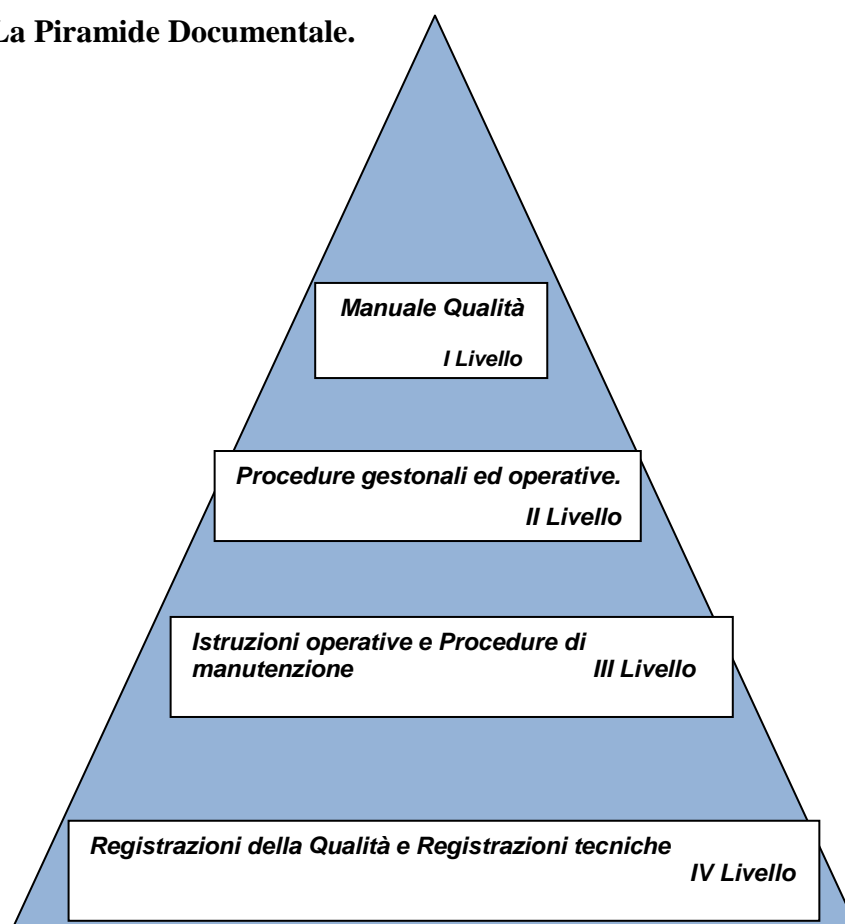 La Piramide Documentale.
Manuale Qualità
I Livello
Procedure gestonali ed operative.
II Livello
Istruzioni operative e Procedure di
manutenzione III Livello
Registrazioni della Qualità e Registrazioni tecniche
IV Livello